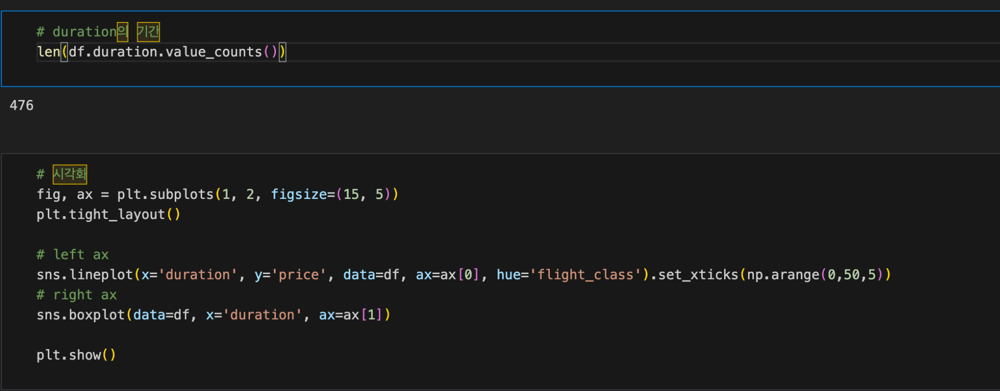 # duration의 기간
len(df.duration.value_counts())
476
# 시각화
fig, ax = plt.subplots(1, 2, figsize=(15, 5))
plt.tight_layout()
# left ax
sns.lineplot(x='duration', y='price', data=df, ax=ax[0], hue='flight_class').set_xticks(np.arange(0,50,5))
# right ax
sns.boxplot(data=df, x='duration', ax=ax[1])
plt.show()